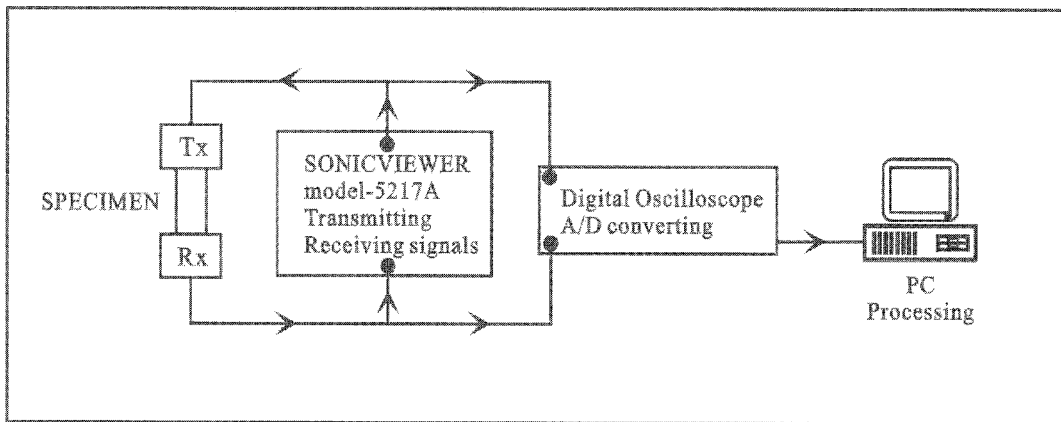 Tx
SPECIMEN
Rx
SONICVIEWER
model-5217A
Transmitting
Receiving signals
Digital Oscilloscope
A/D converting
PC
Processing